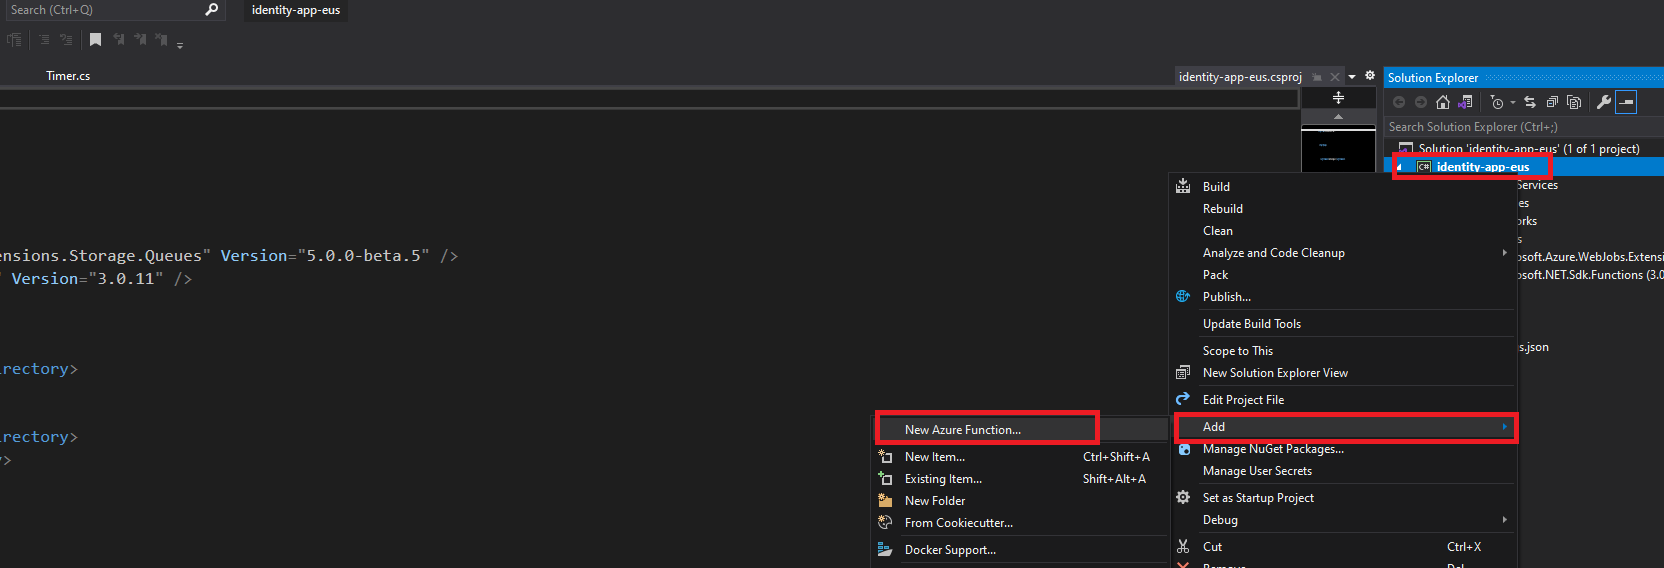 Search (Ctrl+Q)
identity-app-eus
Timer.cs
identity-app-eus.csproj
Solution Explorer
Search Solution Explorer (Ctrl+;)
Solution 'identity-app-eus' (1 of 1 project)
C# identity-app-eus
Services
es
rks
s
osoft.Azure.WebJobs.Extensi
osoft.NET.Sdk.Functions (3.0
s.json
ensions.Storage.Queues" Version="5.0.0-beta.5" />
" Version="3.0.11" />
irectory>
irectory>
/>
Build
Rebuild
Clean
Analyze and Code Cleanup
Pack
Publish...
Update Build Tools
Scope to This
New Solution Explorer View
Edit Project File
Add
Manage NuGet Packages...
Manage User Secrets
Set as Startup Project
Debug
Cut Ctrl+X
Remove Del
New Azure Function...
New Item... Ctrl+Shift+A
Existing Item... Shift+Alt+A
New Folder
From Cookiecutter...
Docker Support...